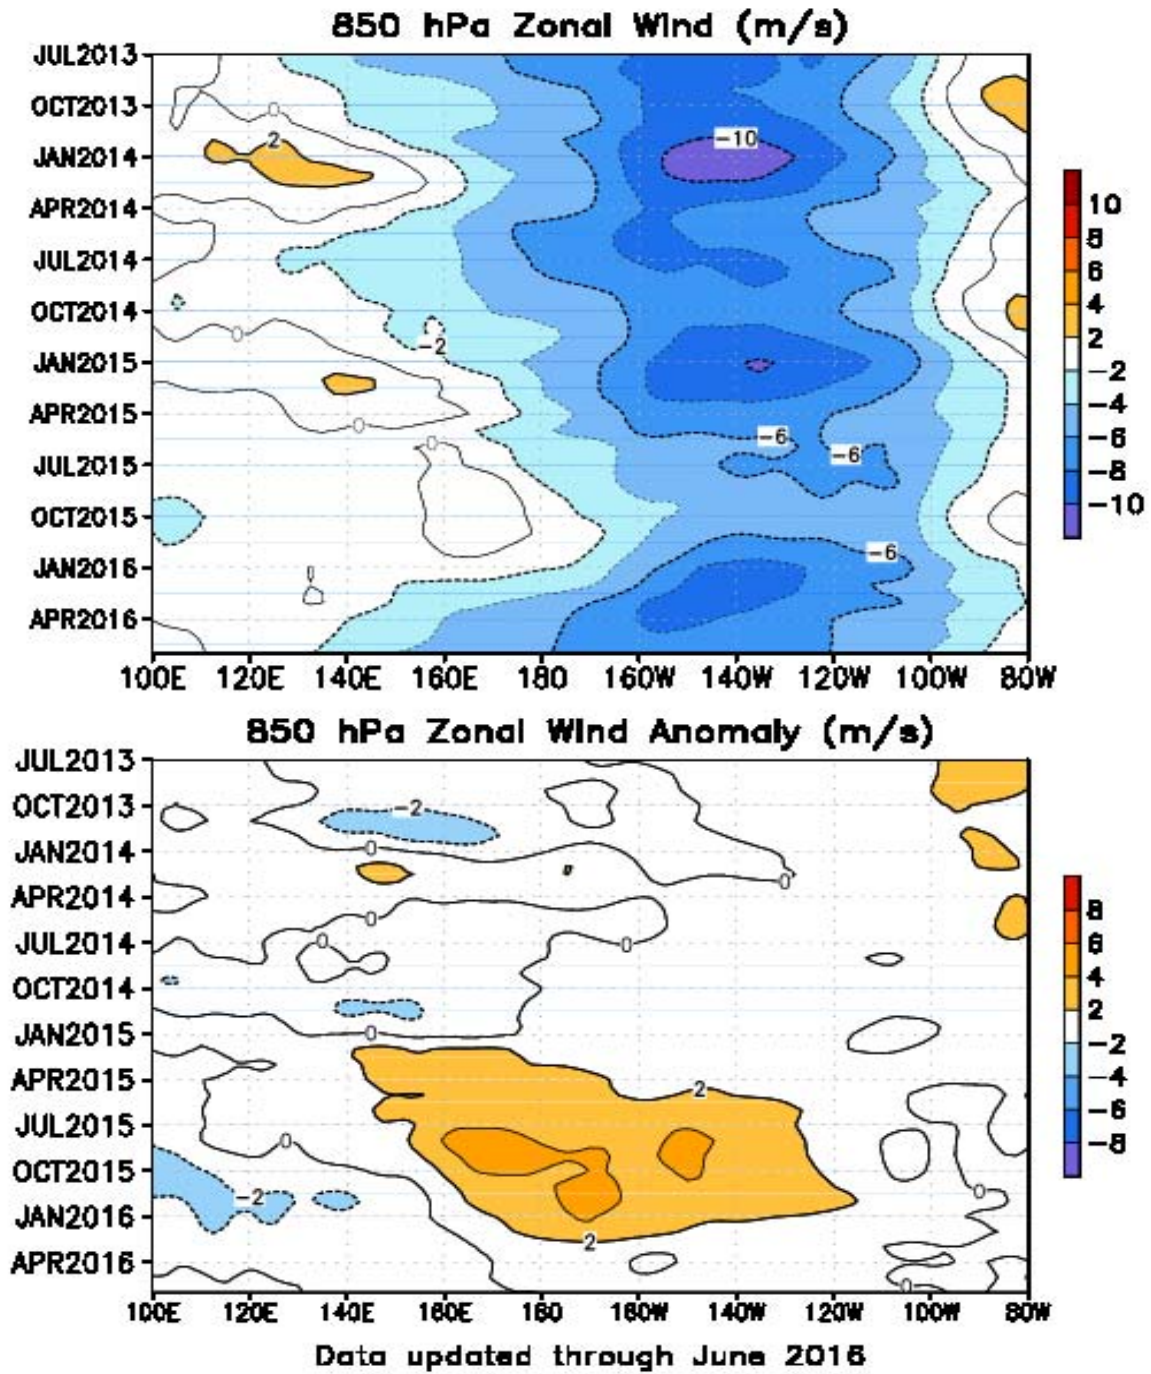 850 hPa Zonal Wind (m/s)
JUL2013
OCT2013
JAN2014
APR2014
JUL2014
OCT2014
JAN2015
APR2015
JUL2015
OCT2015
JAN2016
APR2016
0
2
-10
0
-2
0
0
-6
-6
-6
0
100E 120E 140E 160E 180 160W 140W 120W 100W 80W
10
8
6
4
2
-2
-4
-6
-8
-10
850 hPa Zonal Wind Anomaly (m/s)
JUL2013
OCT2013
JAN2014
APR2014
JUL2014
OCT2014
JAN2015
APR2015
JUL2015
OCT2015
JAN2016
APR2016
-2
0
0
0
0
0
0
2
0
-2
0
2
0
100E 120E 140E 160E 180 160W 140W 120W 100W 80W
8
6
4
2
-2
-4
-6
-8
Data updated through June 2016